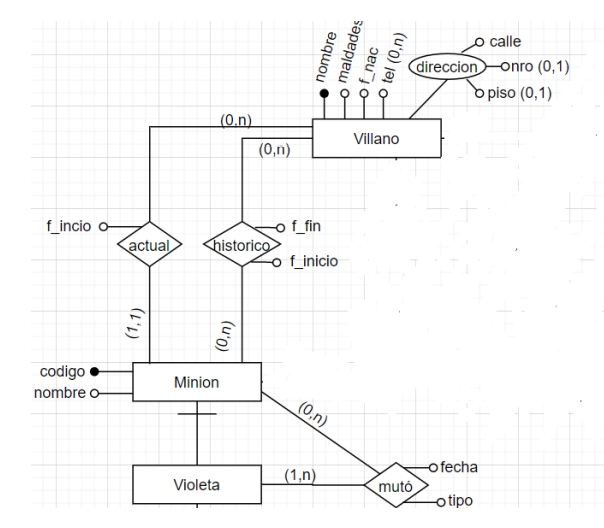 nombre
maldades
f_nac
tel (0,n)
calle
direccion
nro (0,1)
piso (0,1)
(0,n)
Villano
(0,n)
f_incio
actual
historico
f_fin
f_inicio
(1,1)
(0,n)
codigo
nombre
Minion
(0,n)
Violeta
(1,n)
mutó
fecha
tipo